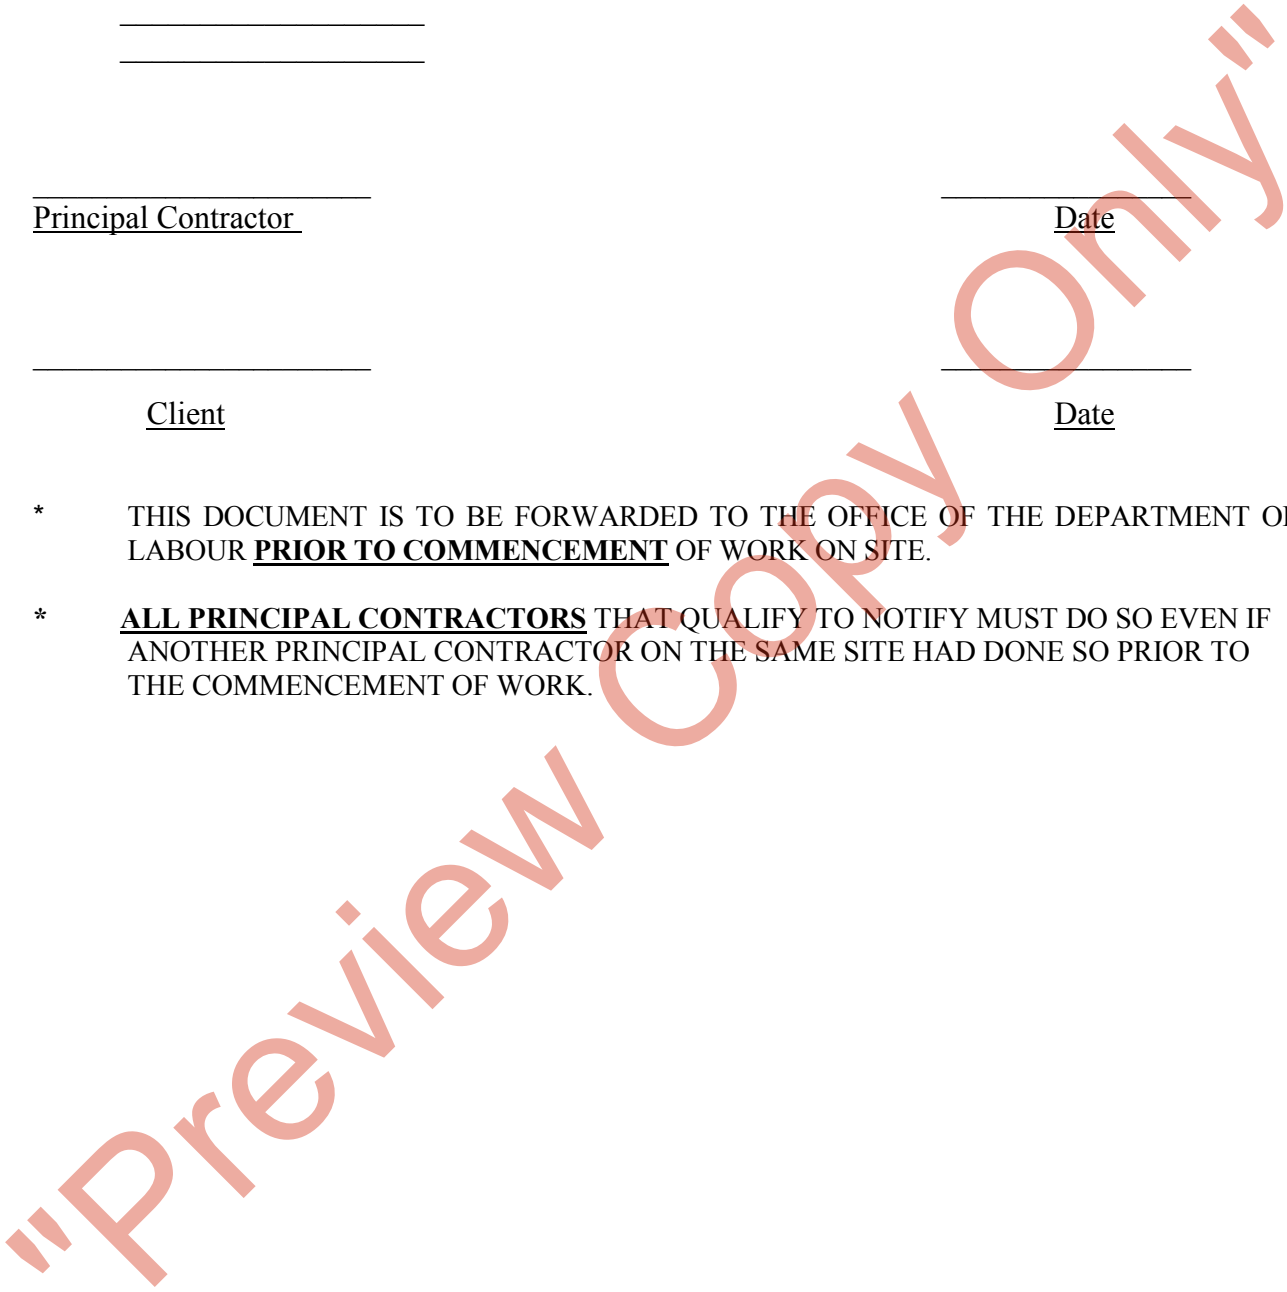 Principal Contractor Date
Client Date
* THIS DOCUMENT IS TO BE FORWARDED TO THE OFFICE OF THE DEPARTMENT OF
LABOUR PRIOR TO COMMENCEMENT OF WORK ON SITE.
* ALL PRINCIPAL CONTRACTORS THAT QUALIFY TO NOTIFY MUST DO SO EVEN IF
ANOTHER PRINCIPAL CONTRACTOR ON THE SAME SITE HAD DONE SO PRIOR TO
THE COMMENCEMENT OF WORK.
"Preview Copy Only"